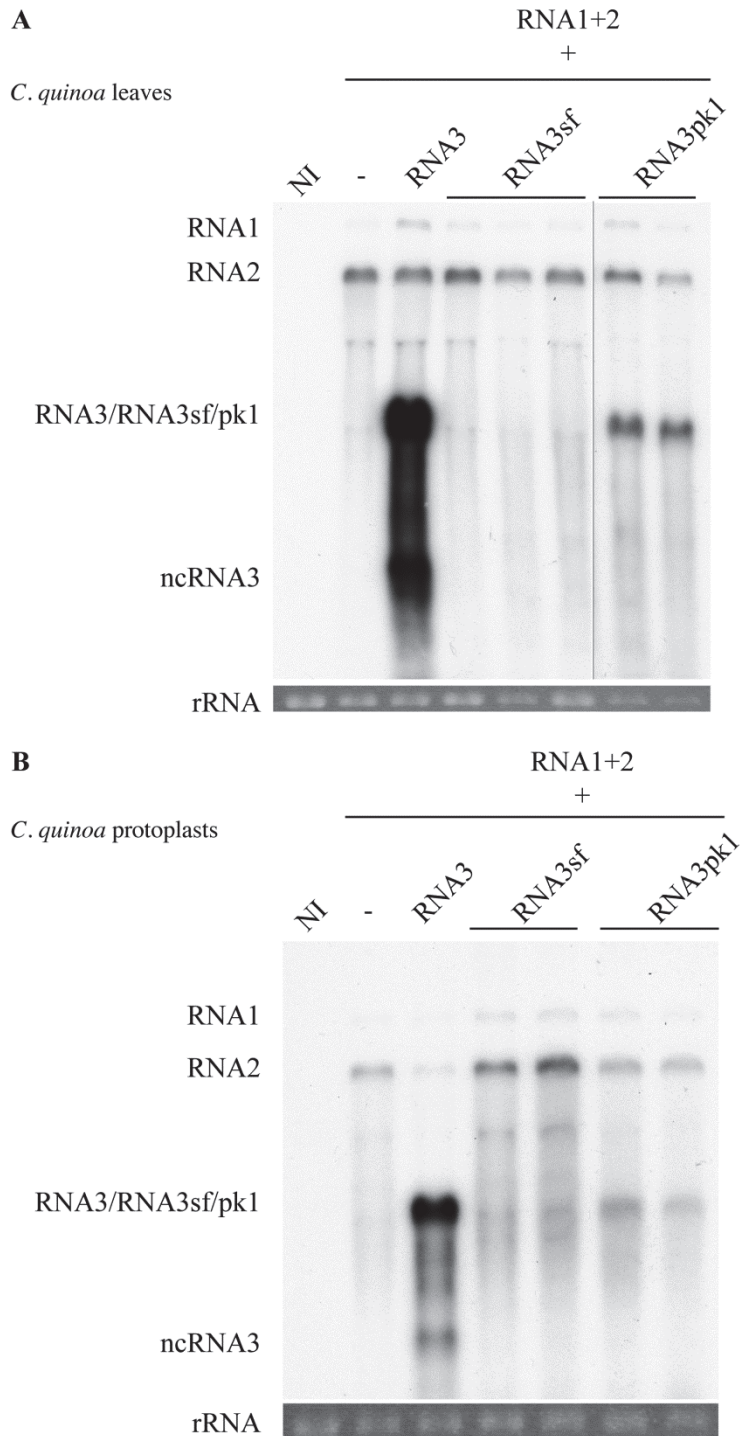 A
RNA1+2
+
C. quinoa leaves
NI
-
RNA3
RNA3sf
RNA3pk1
RNA1
RNA2
RNA3/RNA3sf/pk1
ncRNA3
rRNA
B
RNA1+2
+
C. quinoa protoplasts
NI
-
RNA3
RNA3sf
RNA3pk1
RNA1
RNA2
RNA3/RNA3sf/pk1
ncRNA3
rRNA